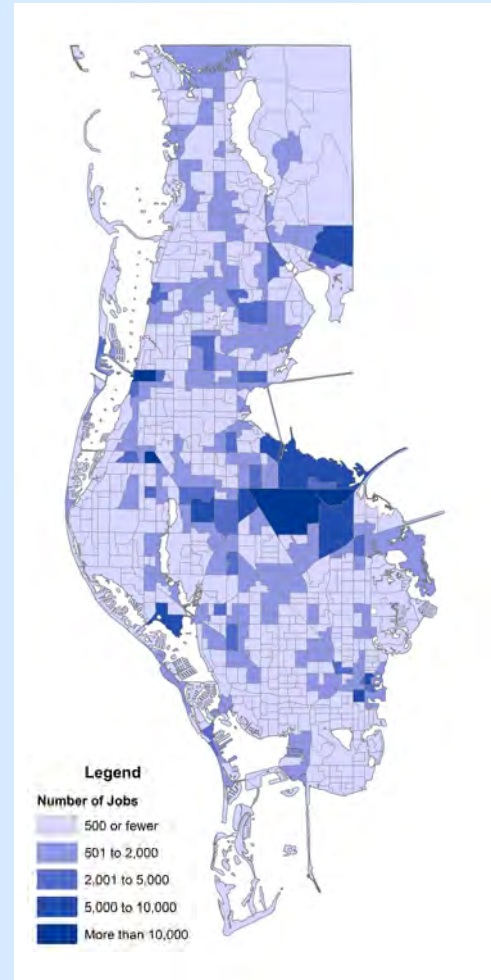 Legend
Number of Jobs
500 or fewer
501 to 2,000
2,001 to 5,000
5,000 to 10,000
More than 10,000